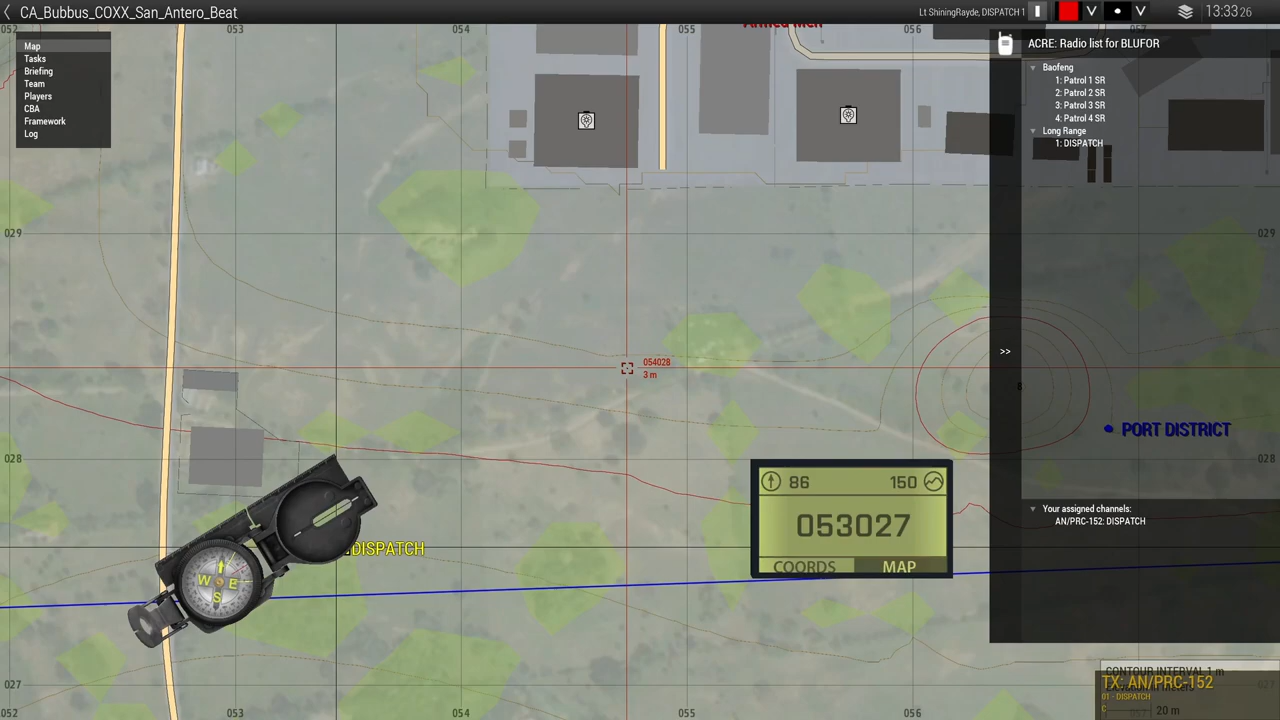 CA_Bubbus_COXX_San_Antero_Beat
Lt ShiningRayde, DISPATCH 1
13:33 26
052 053 054 055 056 057
Map
Tasks
Briefing
Team
Players
CBA
Framework
Log
ACRE: Radio list for BLUFOR
Baofeng
1: Patrol 1 SR
2: Patrol 2 SR
3: Patrol 3 SR
4: Patrol 4 SR
Long Range
1: DISPATCH
029 029
054028
3 m
>>
8
PORT DISTRICT
028 028
86 150
053027
COORDS MAP
Your assigned channels:
AN/PRC-152: DISPATCH
DISPATCH
W E
S
027
CONTOUR INTERVAL 1 m
TX: AN/PRC-152
01 - DISPATCH
C
20 m
052 053 054 055 056